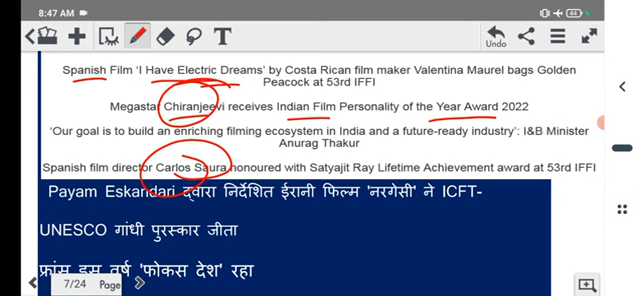 8:47 AM
44
T
Undo
Spanish Film 'I Have Electric Dreams' by Costa Rican film maker Valentina Maurel bags Golden
Peacock at 53rd IFFI
Megastar Chiranjeevi receives Indian Film Personality of the Year Award 2022
'Our goal is to build an enriching filming ecosystem in India and a future-ready industry': I&B Minister
Anurag Thakur
Spanish film director Carlos Saura honoured with Satyajit Ray Lifetime Achievement award at 53rd IFFI
Payam Eskandari द्वारा निर्देशित ईरानी फिल्म 'नरगेसी' ने ICFT-
UNESCO गांधी पुरस्कार जीता
फ्रांस इस वर्ष 'फोकस देश' रहा
7/24 Page